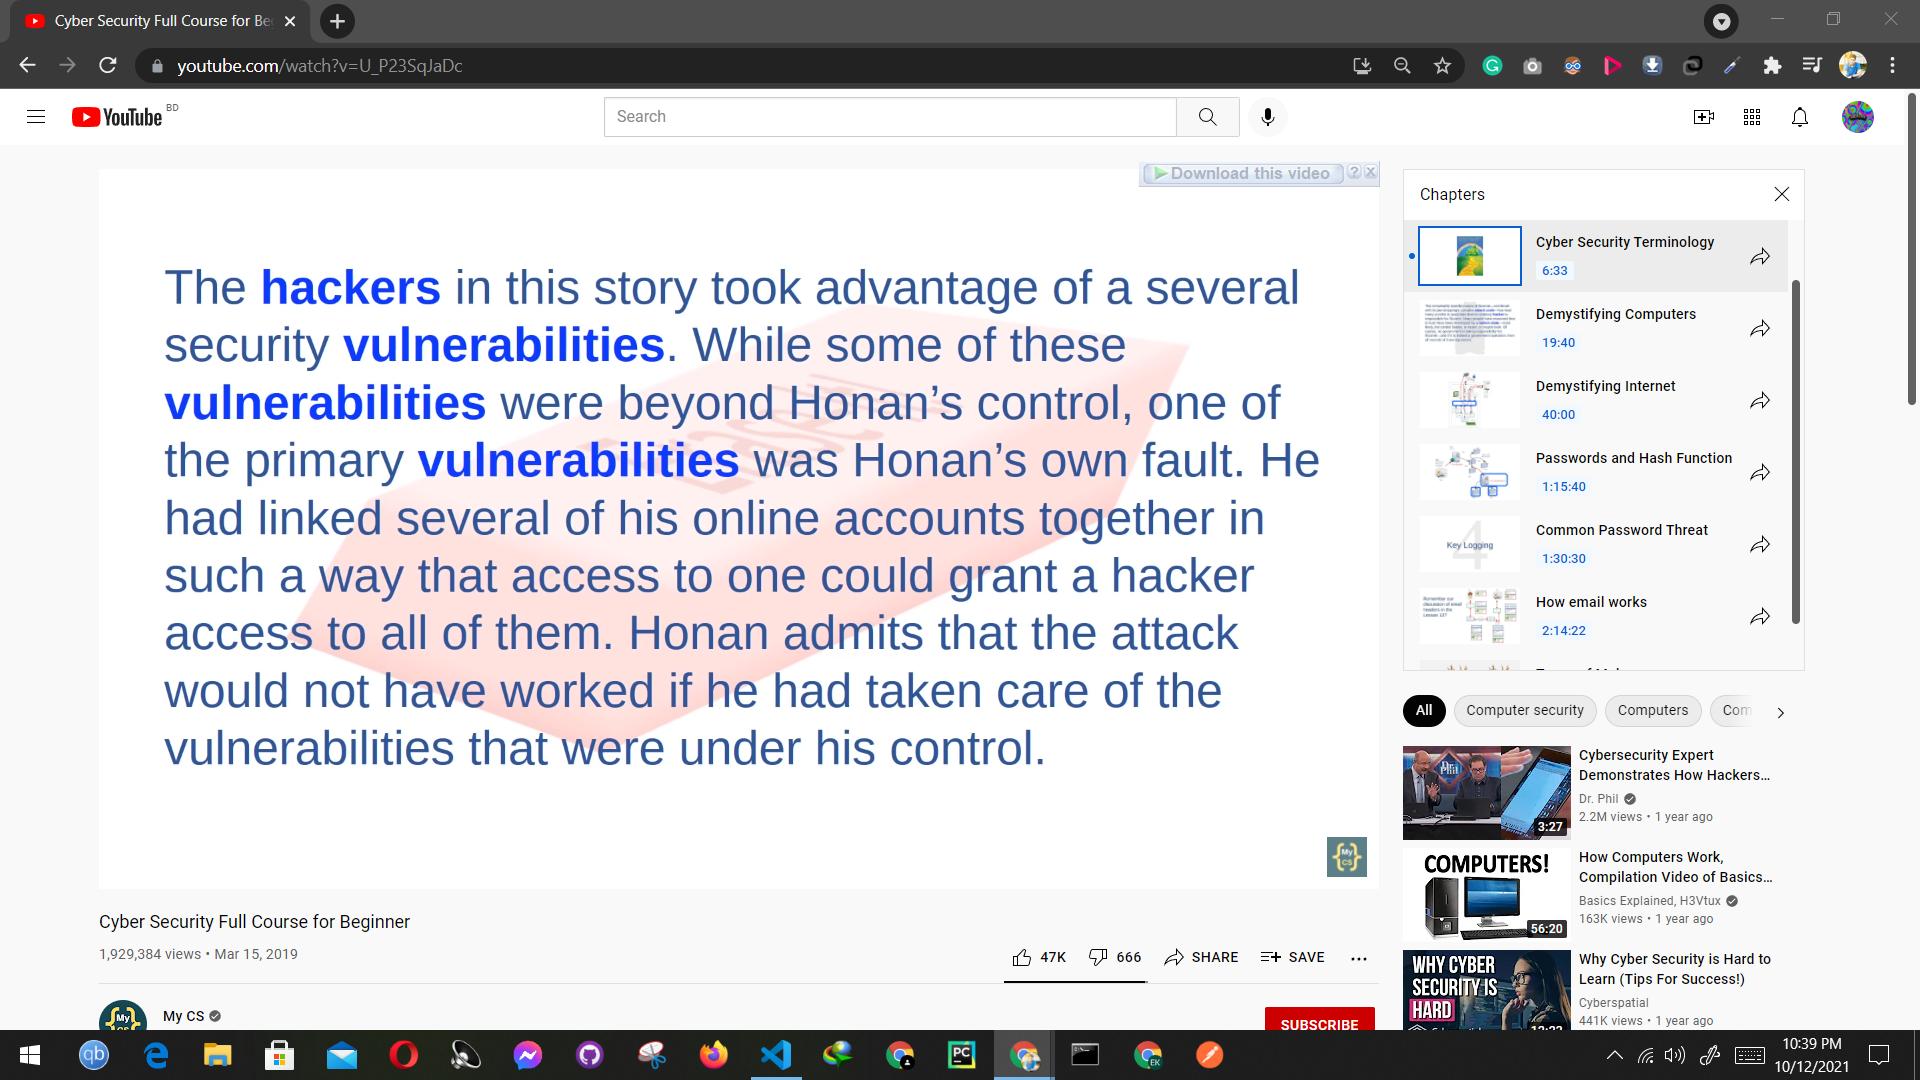 Cyber Security Full Course for Be
youtube.com/watch?v=U_P23SqJaDc
YouTube BD
Search
Download this video ? X
The hackers in this story took advantage of a several
security vulnerabilities. While some of these
vulnerabilities were beyond Honan’s control, one of
the primary vulnerabilities was Honan’s own fault. He
had linked several of his online accounts together in
such a way that access to one could grant a hacker
access to all of them. Honan admits that the attack
would not have worked if he had taken care of the
vulnerabilities that were under his control.
My CS
Cyber Security Full Course for Beginner
1,929,384 views • Mar 15, 2019
47K 666 SHARE SAVE
My CS
SUBSCRIBE
Chapters
Cyber Security Terminology
6:33
Demystifying Computers
19:40
Demystifying Internet
40:00
Passwords and Hash Function
1:15:40
4
Key Logging
Common Password Threat
1:30:30
How email works
2:14:22
All Computer security Computers Com
Dr. Phil
3:27
Cybersecurity Expert
Demonstrates How Hackers...
Dr. Phil
2.2M views • 1 year ago
COMPUTERS!
56:20
How Computers Work,
Compilation Video of Basics...
Basics Explained, H3Vtux
163K views • 1 year ago
WHY CYBER
SECURITY IS
HARD
Why Cyber Security is Hard to
Learn (Tips For Success!)
Cyberspatial
441K views • 1 year ago
qb
PC
EK
10:39 PM
10/12/2021